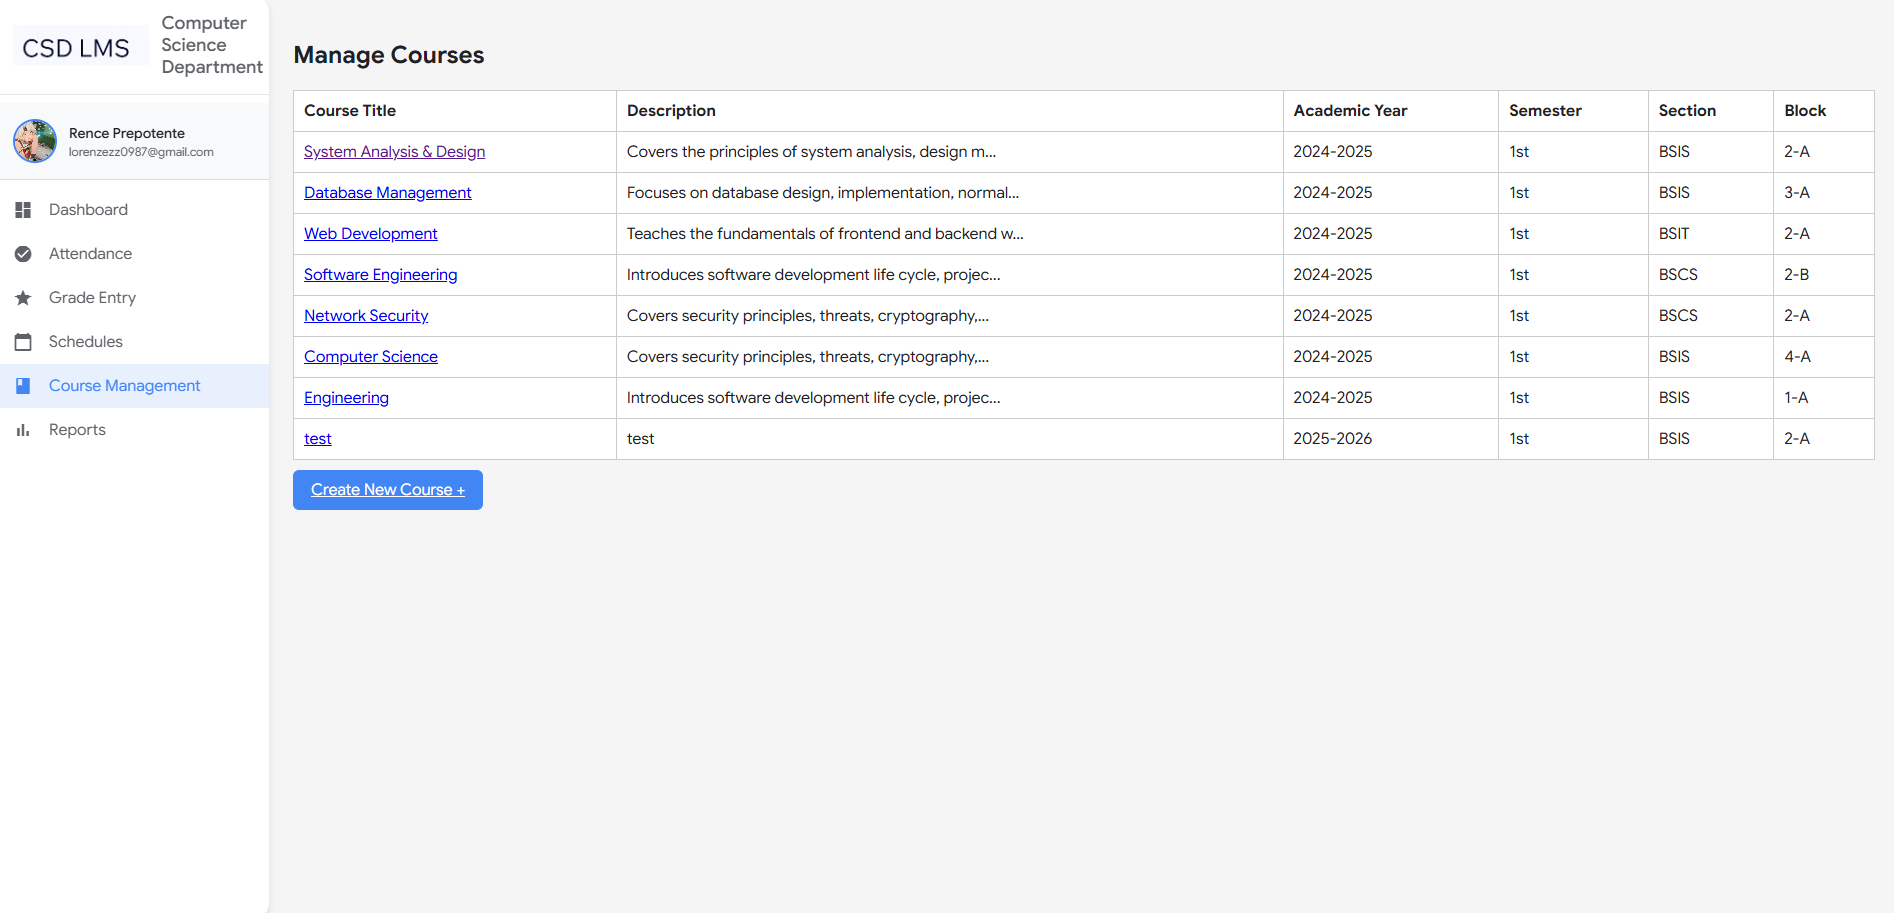 CSD LMS
Computer
Science
Department
Rence Prepotente
lorenzezz0987@gmail.com
Dashboard
Attendance
Grade Entry
Schedules
Course Management
Reports
Manage Courses
Course Title Description Academic Year Semester Section Block
System Analysis & Design Covers the principles of system analysis, design m... 2024-2025 1st BSIS 2-A
Database Management Focuses on database design, implementation, normal... 2024-2025 1st BSIS 3-A
Web Development Teaches the fundamentals of frontend and backend w... 2024-2025 1st BSIT 2-A
Software Engineering Introduces software development life cycle, projec... 2024-2025 1st BSCS 2-B
Network Security Covers security principles, threats, cryptography,... 2024-2025 1st BSCS 2-A
Computer Science Covers security principles, threats, cryptography,... 2024-2025 1st BSIS 4-A
Engineering Introduces software development life cycle, projec... 2024-2025 1st BSIS 1-A
test test 2025-2026 1st BSIS 2-A
Create New Course +